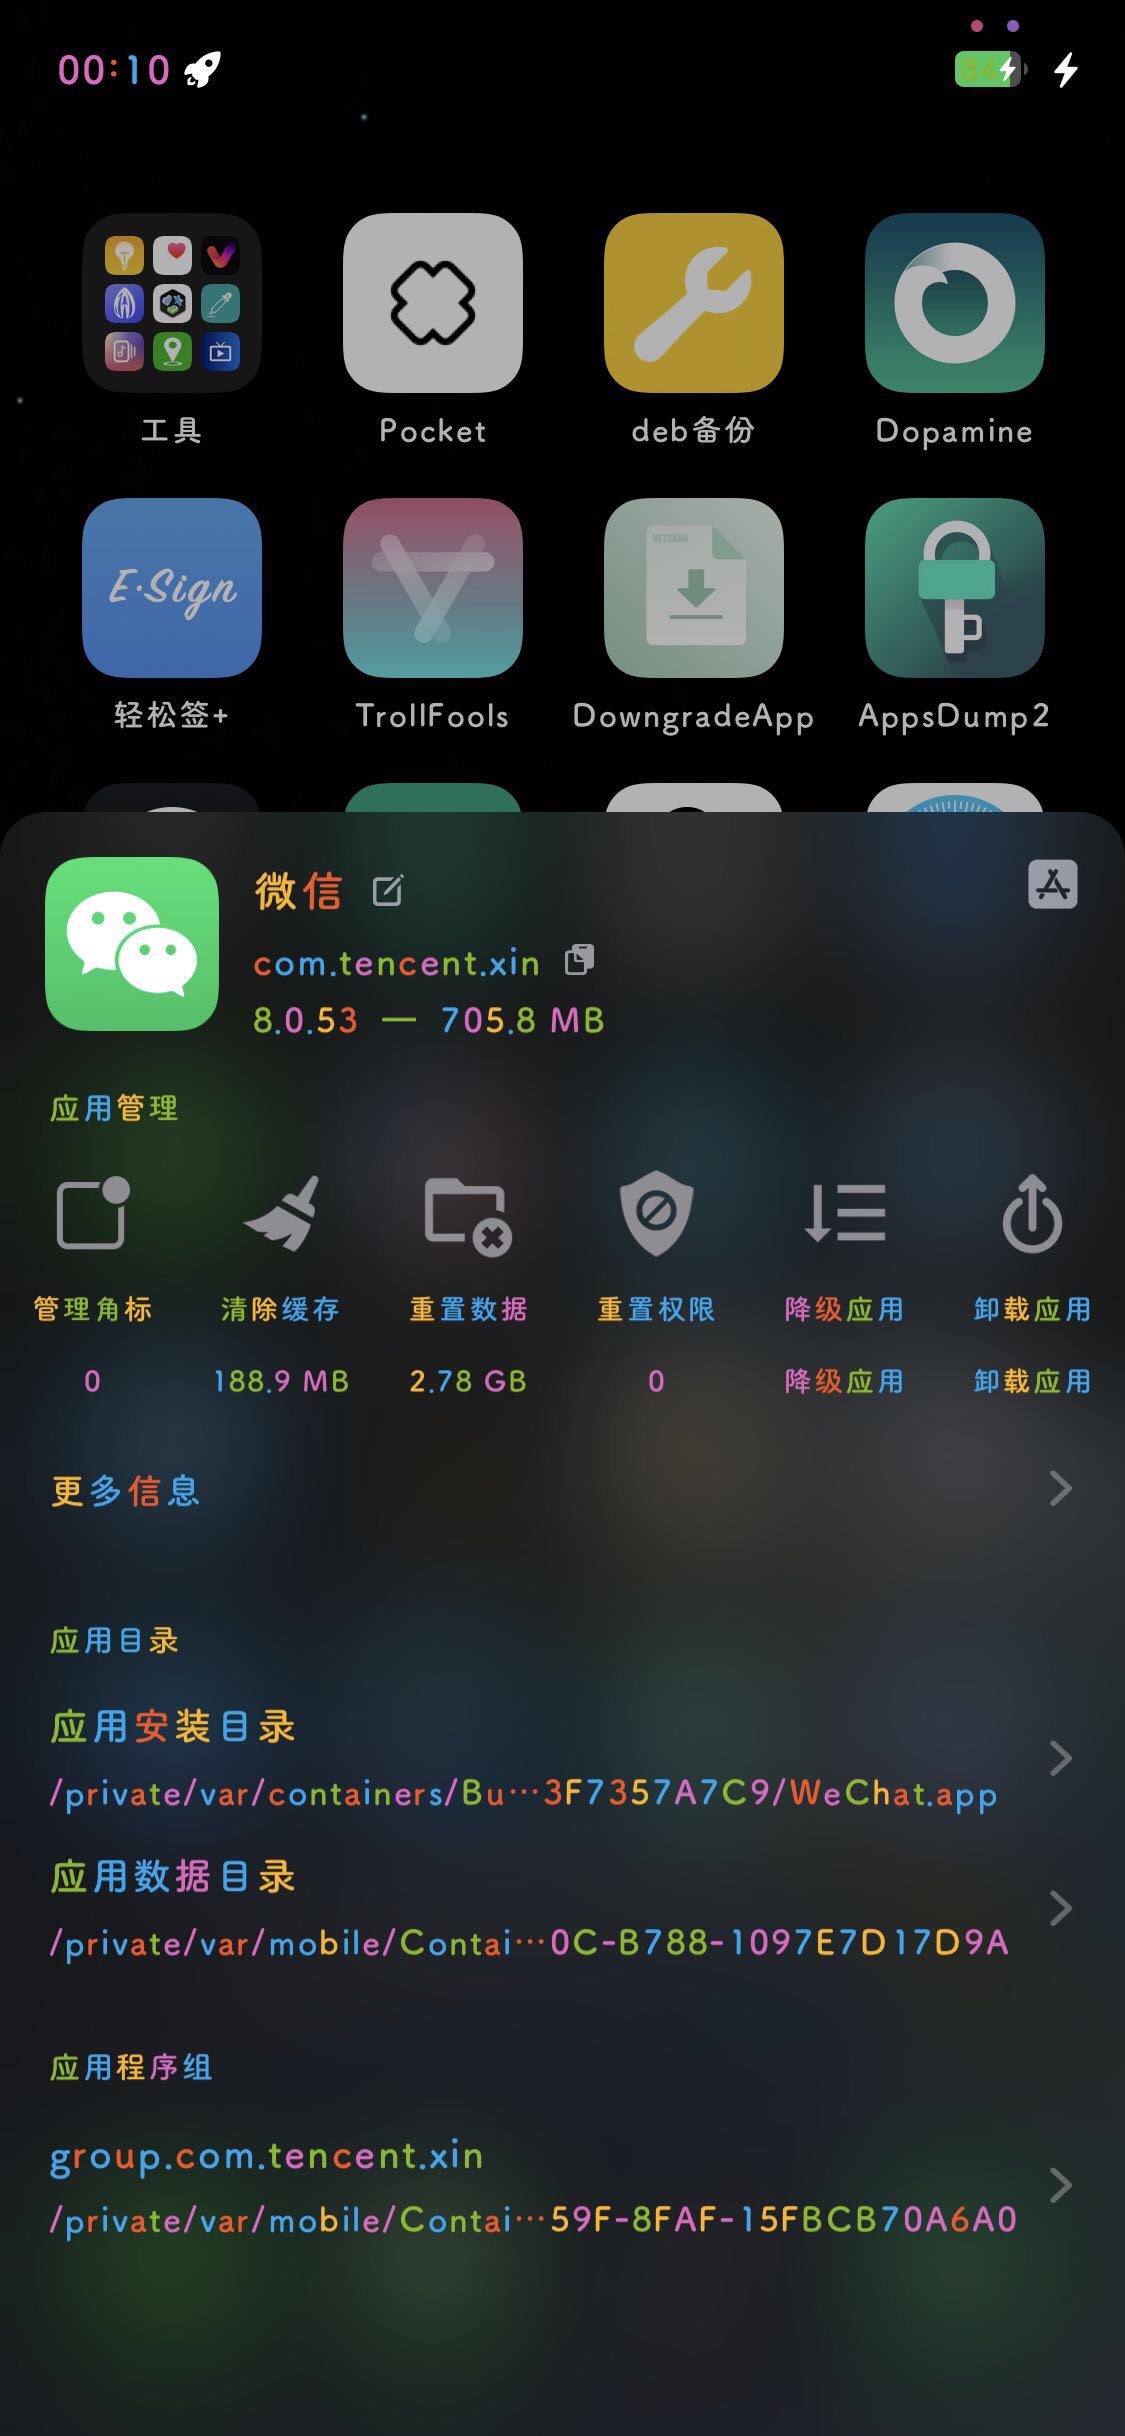 00:10
84
工具
Pocket
deb备份
Dopamine
E·Sign
NETSKAO
轻松签+
TrollFools
DowngradeApp
AppsDump2
微信
com.tencent.xin
8.0.53 — 705.8 MB
应用管理
管理角标
清除缓存
重置数据
重置权限
降级应用
卸载应用
0
188.9 MB
2.78 GB
0
降级应用
卸载应用
更多信息
应用目录
应用安装目录
/private/var/containers/Bu···3F7357A7C9/WeChat.app
应用数据目录
/private/var/mobile/Contai···0C-B788-1097E7D17D9A
应用程序组
group.com.tencent.xin
/private/var/mobile/Contai···59F-8FAF-15FBCB70A6A0